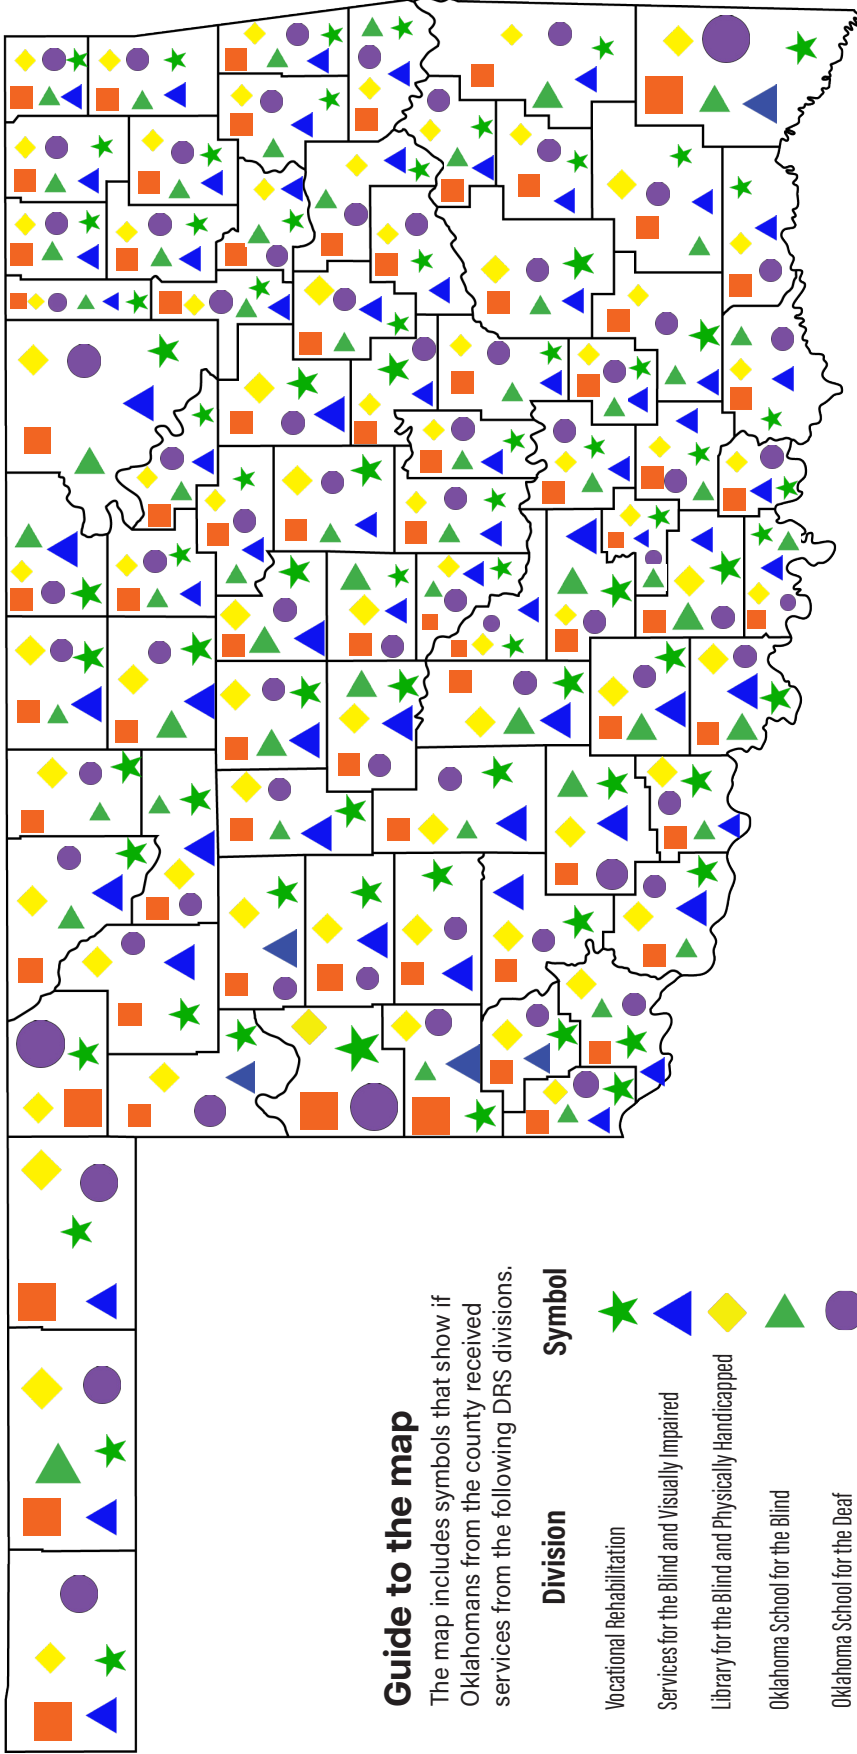 Guide to the map
The map includes symbols that show if
Oklahomans from the county received
services from the following DRS divisions.
Division Symbol
Vocational Rehabilitation
Services for the Blind and Visually Impaired
Library for the Blind and Physically Handicapped
Oklahoma School for the Blind
Oklahoma School for the Deaf